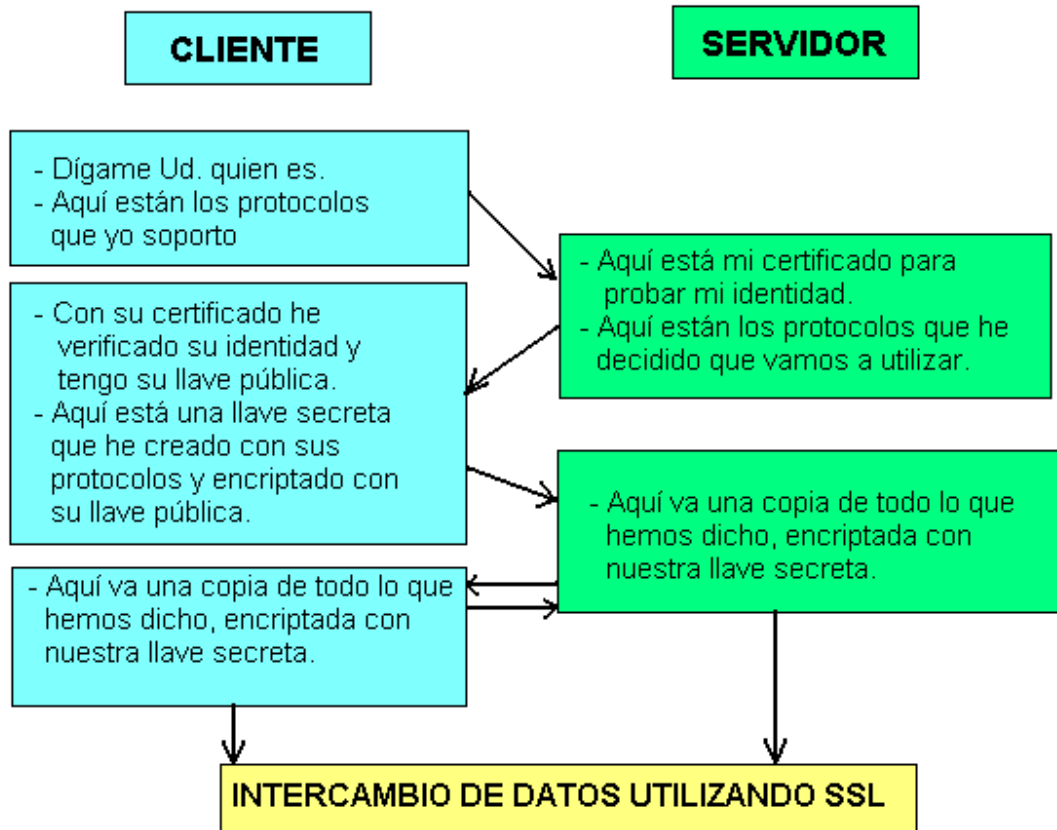 CLIENTE
SERVIDOR
- Dígame Ud. quien es.
- Aquí están los protocolos
que yo soporto
- Aquí está mi certificado para
probar mi identidad.
- Aquí están los protocolos que he
decidido que vamos a utilizar.
- Con su certificado he
verificado su identidad y
tengo su llave pública.
- Aquí está una llave secreta
que he creado con sus
protocolos y encriptado con
su llave pública.
- Aquí va una copia de todo lo que
hemos dicho, encriptada con
nuestra llave secreta.
- Aquí va una copia de todo lo que
hemos dicho, encriptada con
nuestra llave secreta.
INTERCAMBIO DE DATOS UTILIZANDO SSL